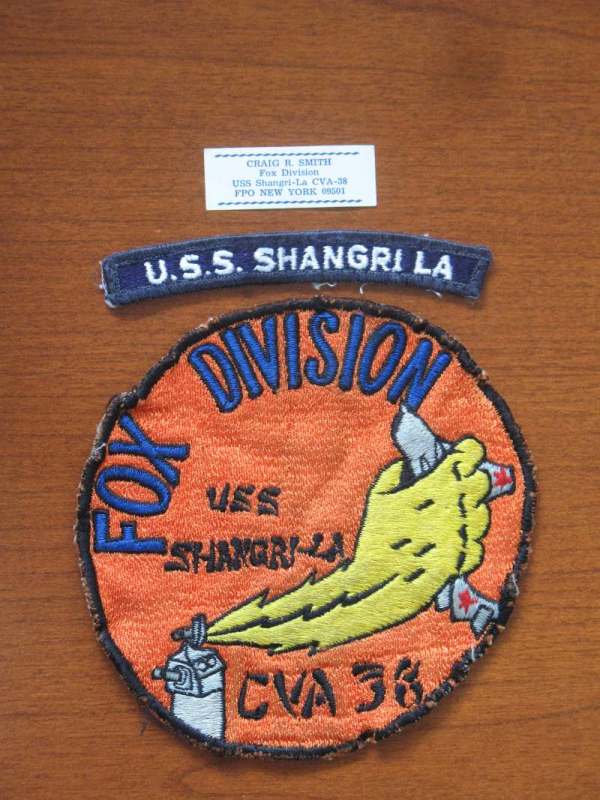 CRAIG R. SMITH
Fox Division
USS Shangri-La CVA-38
FPO NEW YORK 09501
U.S.S. SHANGRI LA
FOX DIVISION
USS
SHANGRI-LA
CVA 38